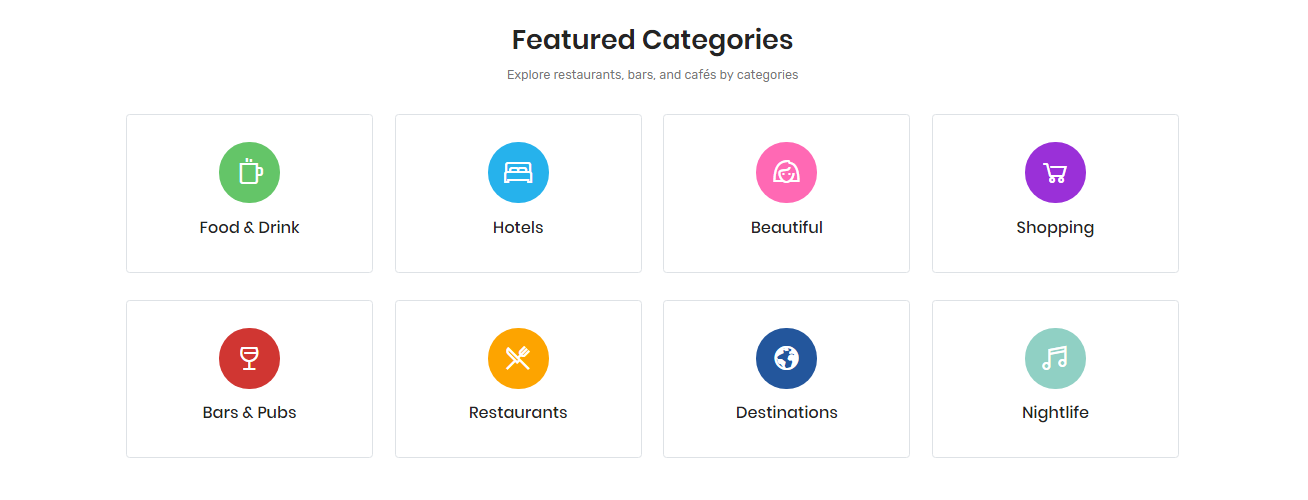 Featured Categories
Explore restaurants, bars, and cafés by categories
Food & Drink
Hotels
Beautiful
Shopping
Bars & Pubs
Restaurants
Destinations
Nightlife